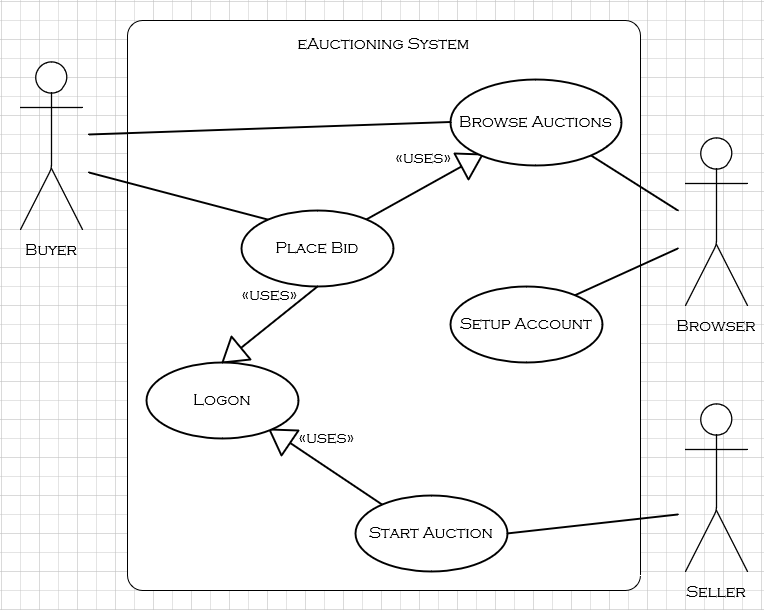 eAuctioning System
Browse Auctions
«uses»
Buyer
Place Bid
«uses»
Setup Account
Browser
Logon
«uses»
Start Auction
Seller